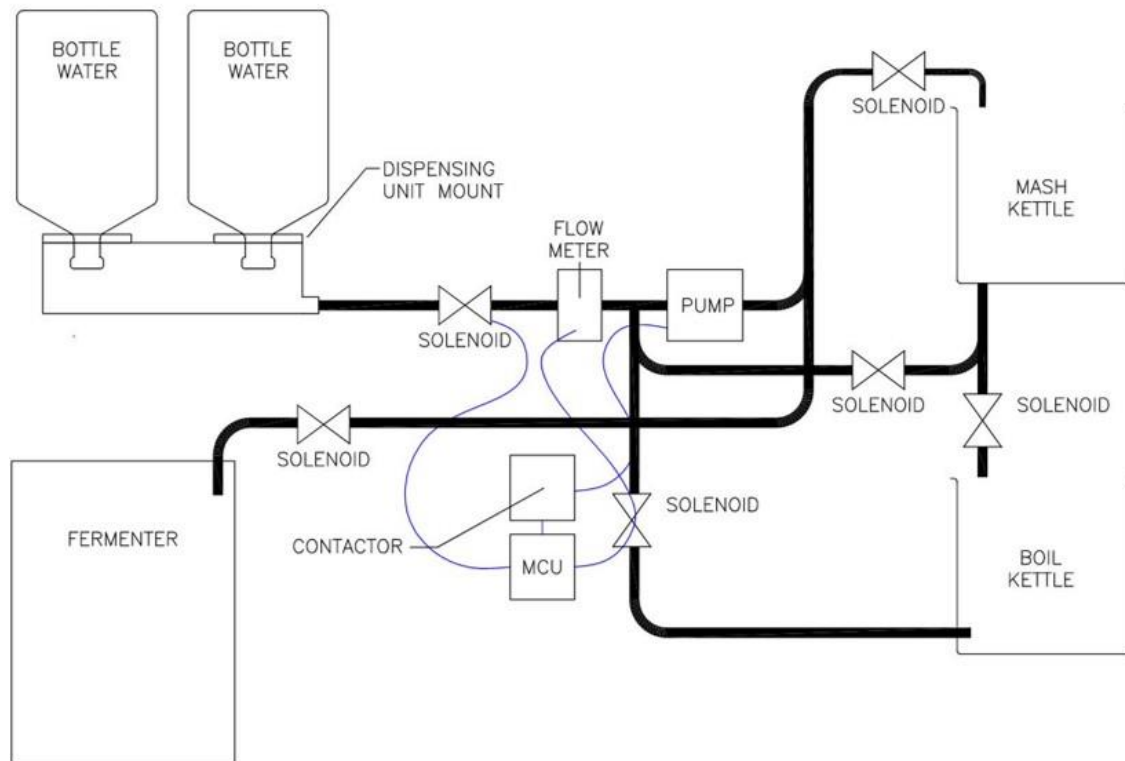 BOTTLE
WATER
BOTTLE
WATER
DISPENSING
UNIT MOUNT
FLOW
METER
PUMP
SOLENOID
SOLENOID
MASH
KETTLE
SOLENOID
SOLENOID
SOLENOID
FERMENTER
CONTACTOR
MCU
SOLENOID
BOIL
KETTLE